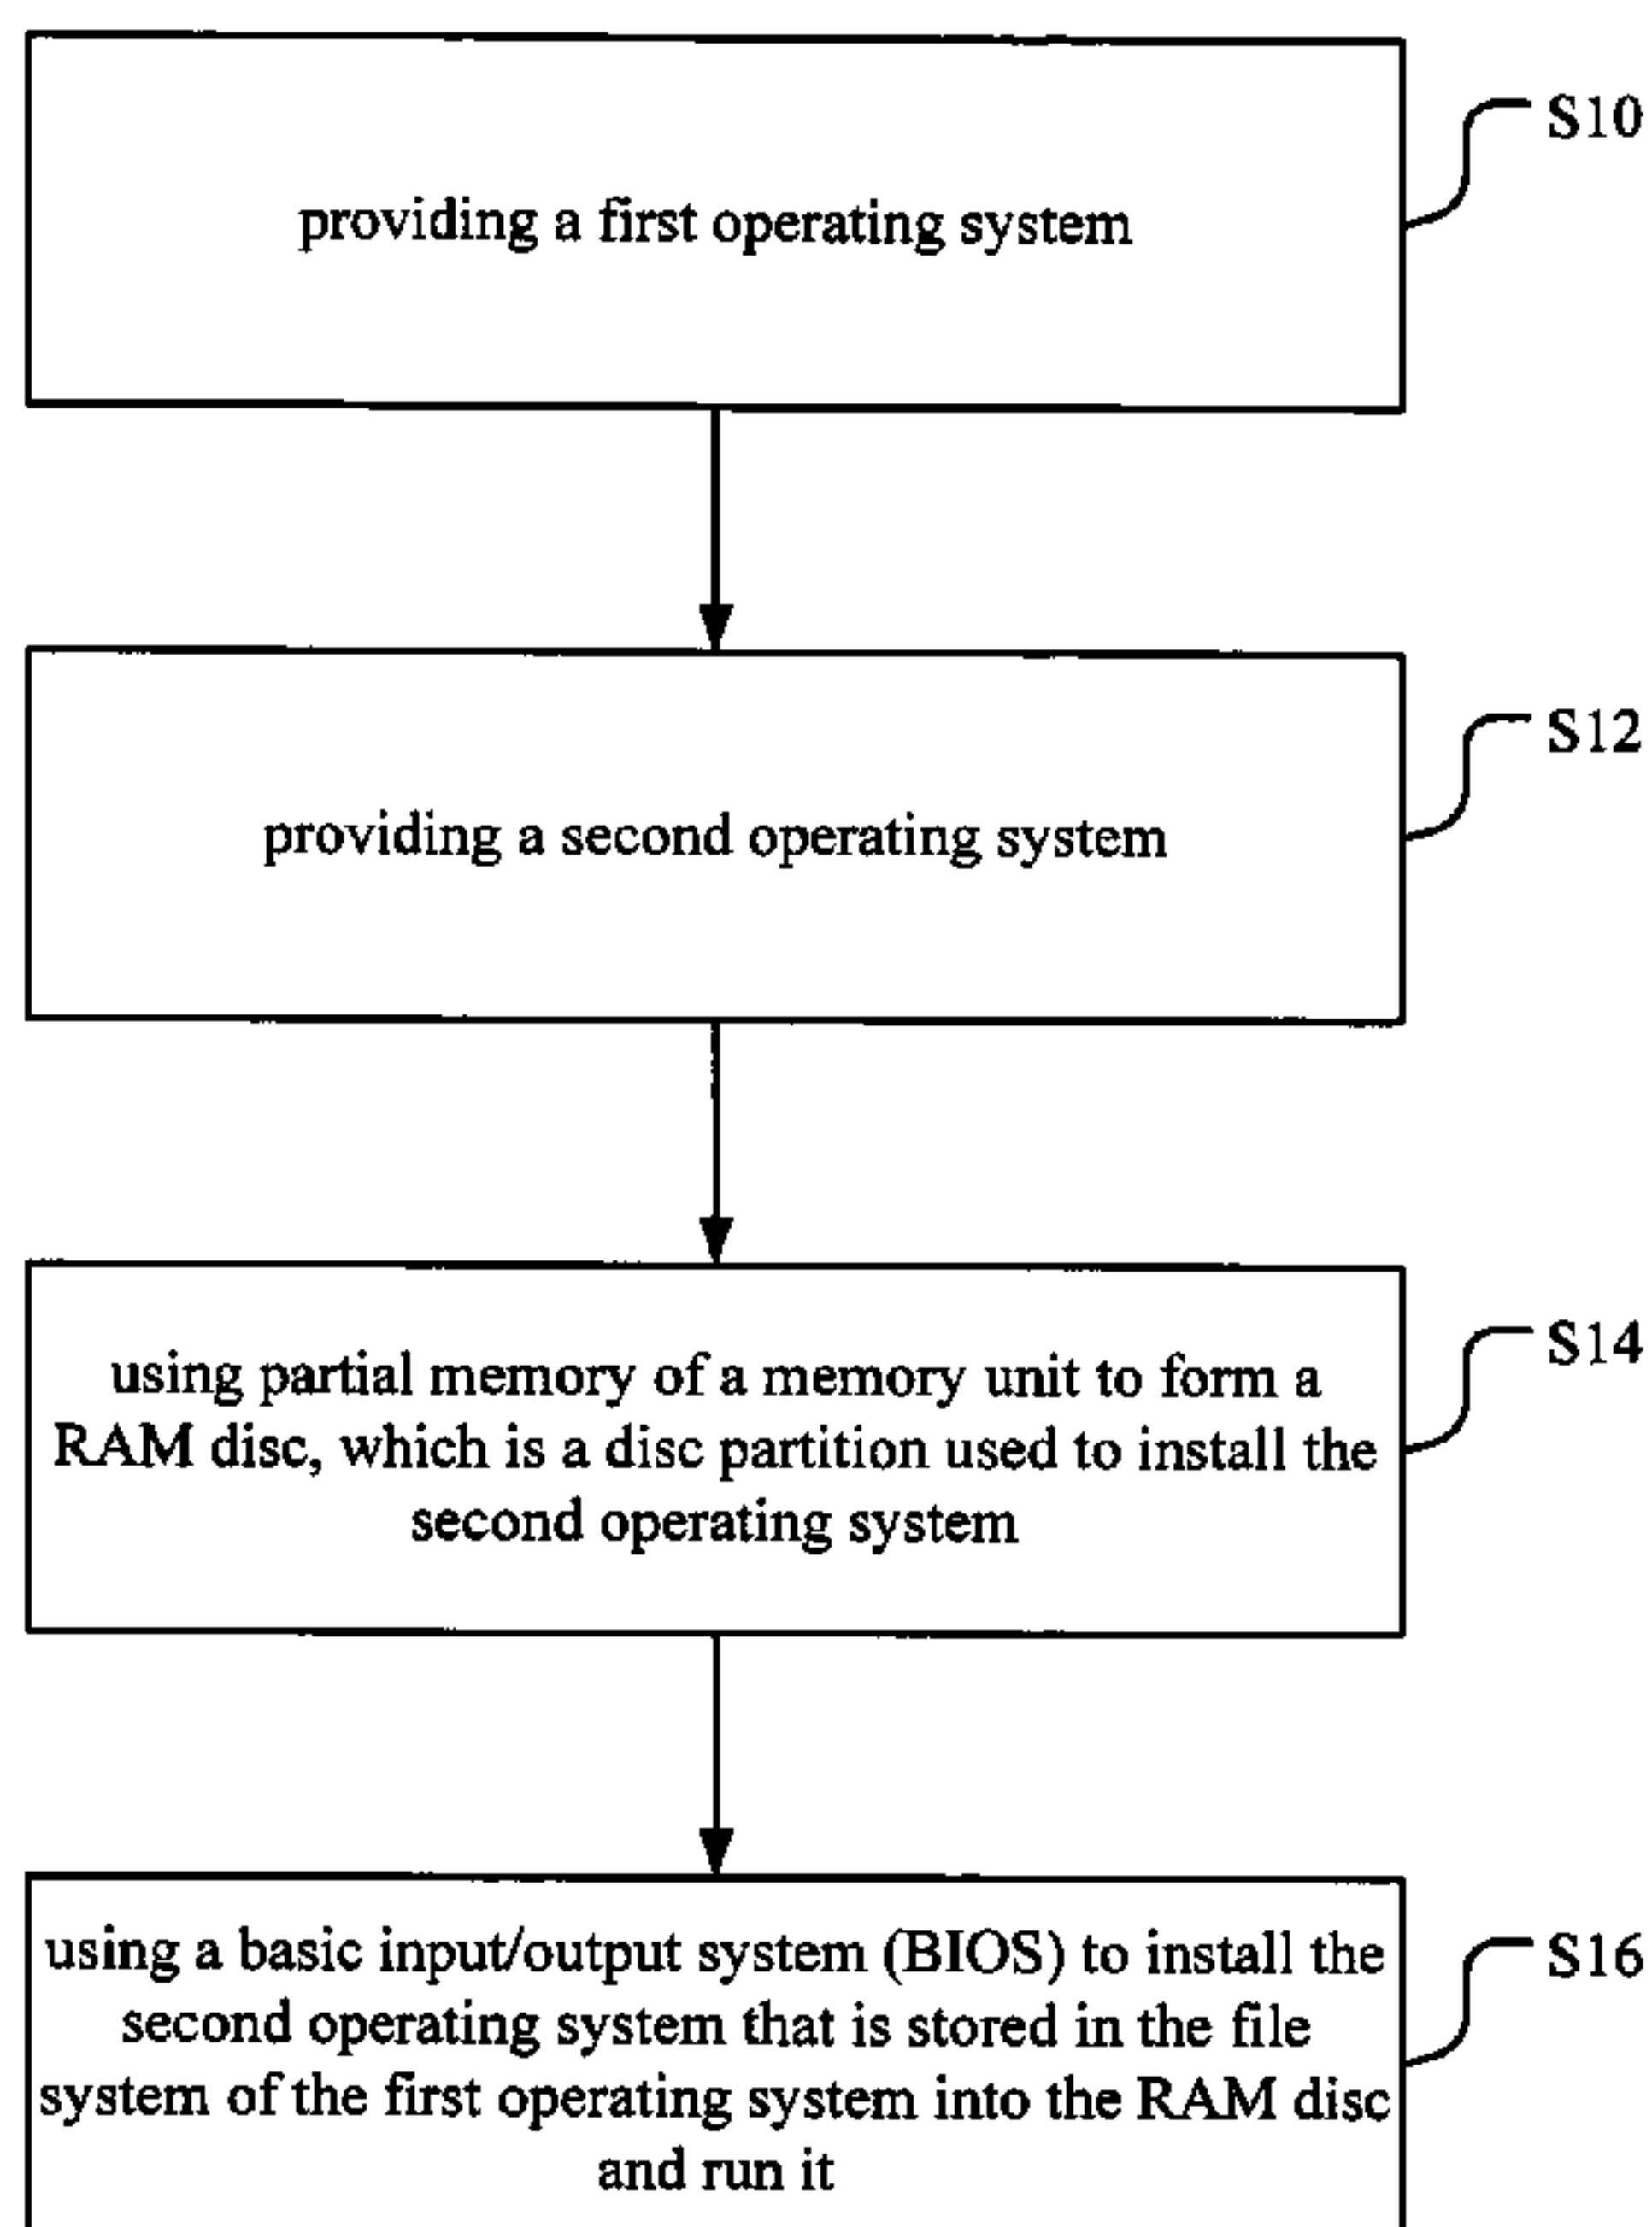 providing a first operating system
S10
providing a second operating system
S12
using partial memory of a memory unit to form a
RAM disc, which is a disc partition used to install the
second operating system
S14
using a basic input/output system (BIOS) to install the
second operating system that is stored in the file
system of the first operating system into the RAM disc
and run it
S16